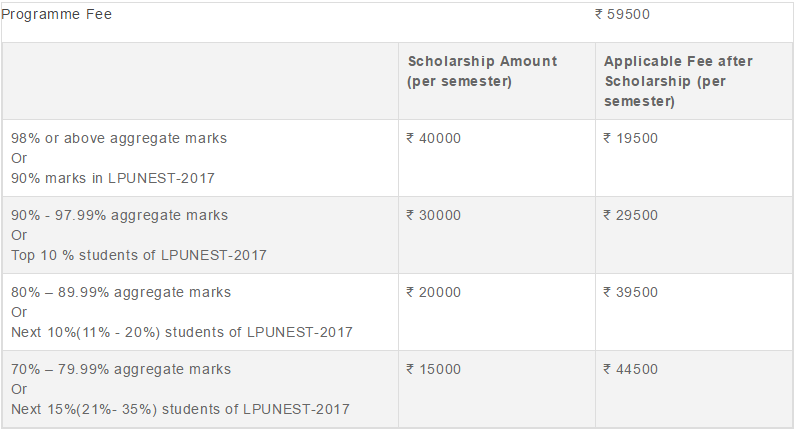 Programme Fee ₹ 59500
Scholarship Amount (per semester) Applicable Fee after Scholarship (per semester)
98% or above aggregate marks ₹ 40000 ₹ 19500
Or
90% marks in LPUNEST-2017
90% - 97.99% aggregate marks ₹ 30000 ₹ 29500
Or
Top 10 % students of LPUNEST-2017
80% – 89.99% aggregate marks ₹ 20000 ₹ 39500
Or
Next 10%(11% - 20%) students of LPUNEST-2017
70% – 79.99% aggregate marks ₹ 15000 ₹ 44500
Or
Next 15%(21%- 35%) students of LPUNEST-2017